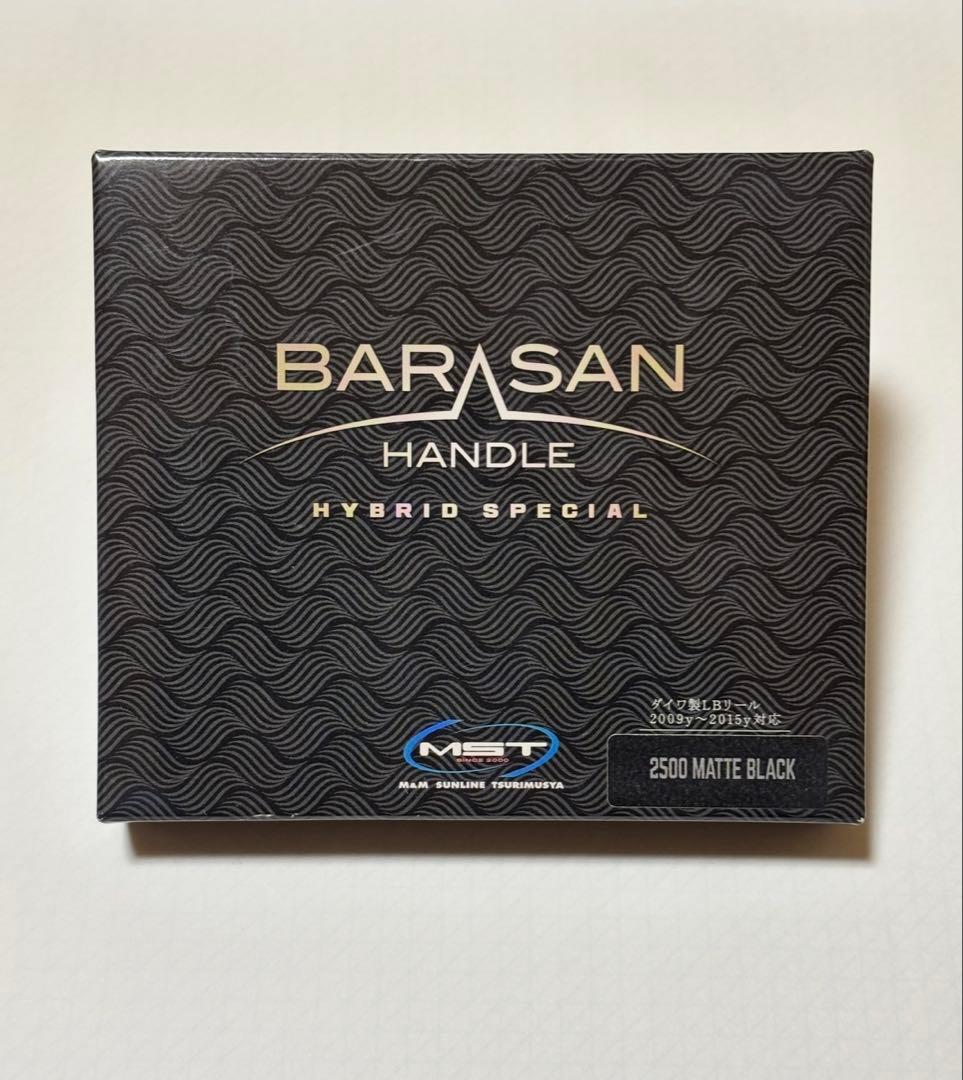 BARASAN
HANDLE
HYBRID SPECIAL
ダイワ製LBリール
2009y〜2015y対応
MST
SINCE 2000
M&M SUNLINE TSURIMUSYA
2500 MATTE BLACK